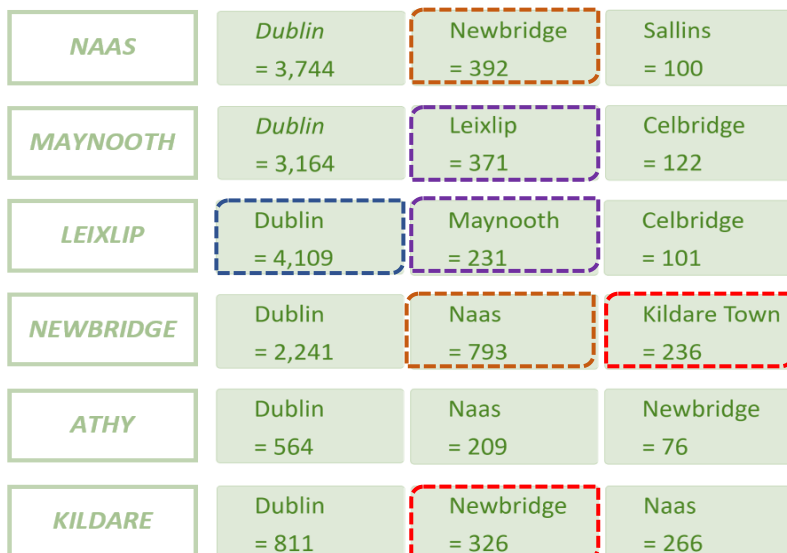 NAAS
Dublin
= 3,744
Newbridge
= 392
Sallins
= 100
MAYNOOTH
Dublin
= 3,164
Leixlip
= 371
Celbridge
= 122
LEIXLIP
Dublin
= 4,109
Maynooth
= 231
Celbridge
= 101
NEWBRIDGE
Dublin
= 2,241
Naas
= 793
Kildare Town
= 236
ATHY
Dublin
= 564
Naas
= 209
Newbridge
= 76
KILDARE
Dublin
= 811
Newbridge
= 326
Naas
= 266